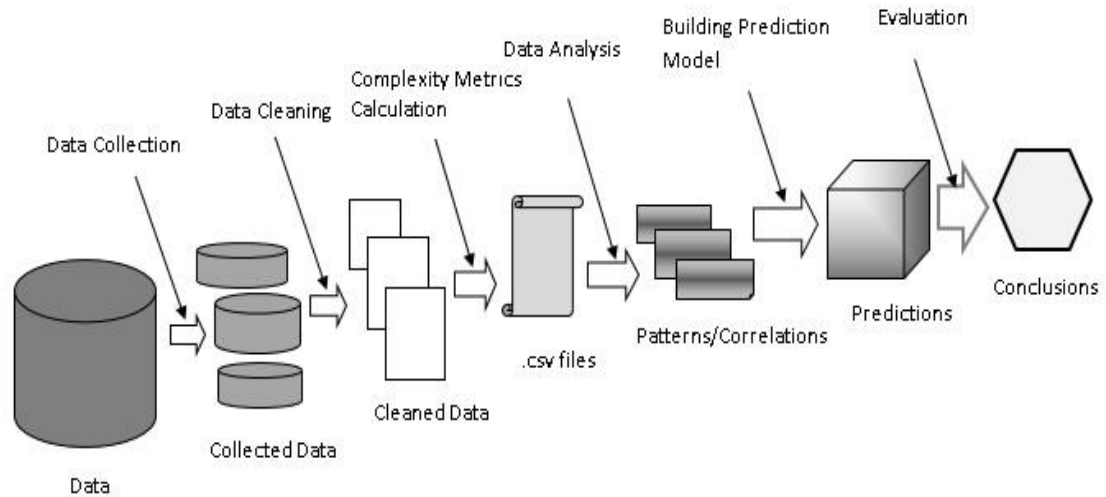 Data Collection
Data Cleaning
Complexity Metrics
Calculation
Data Analysis
Building Prediction
Model
Evaluation
Data
Collected Data
Cleaned Data
.csv files
Patterns/Correlations
Predictions
Conclusions